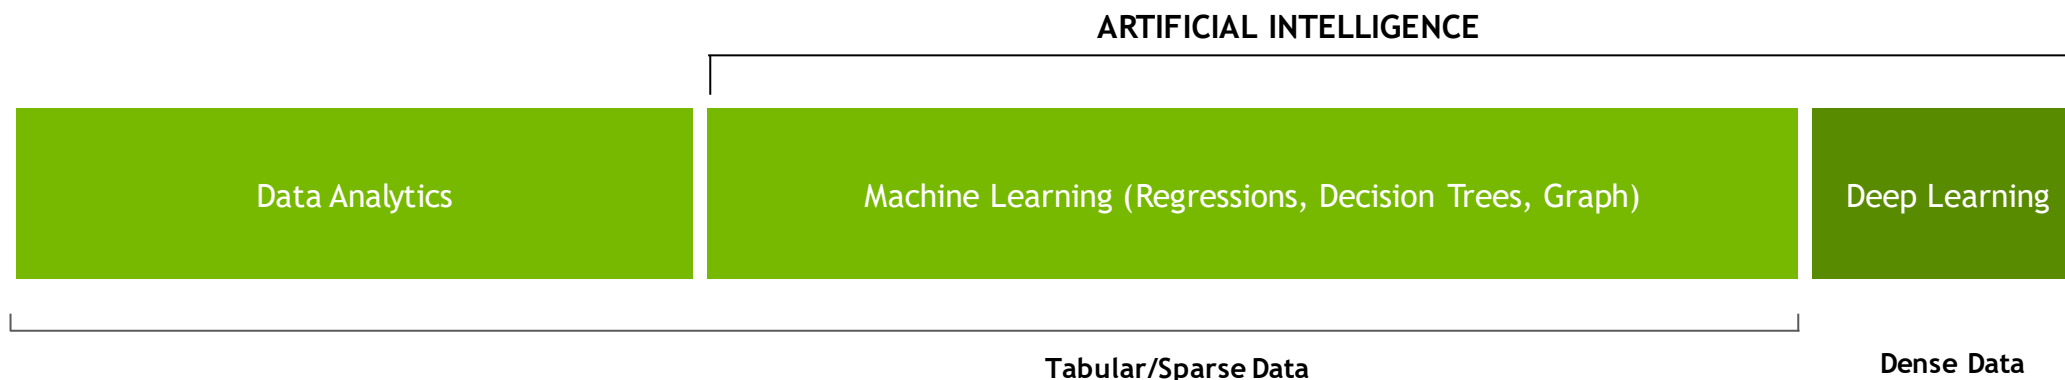 ARTIFICIAL INTELLIGENCE
Data Analytics
Machine Learning (Regressions, Decision Trees, Graph)
Deep Learning
Tabular/Sparse Data
Dense Data